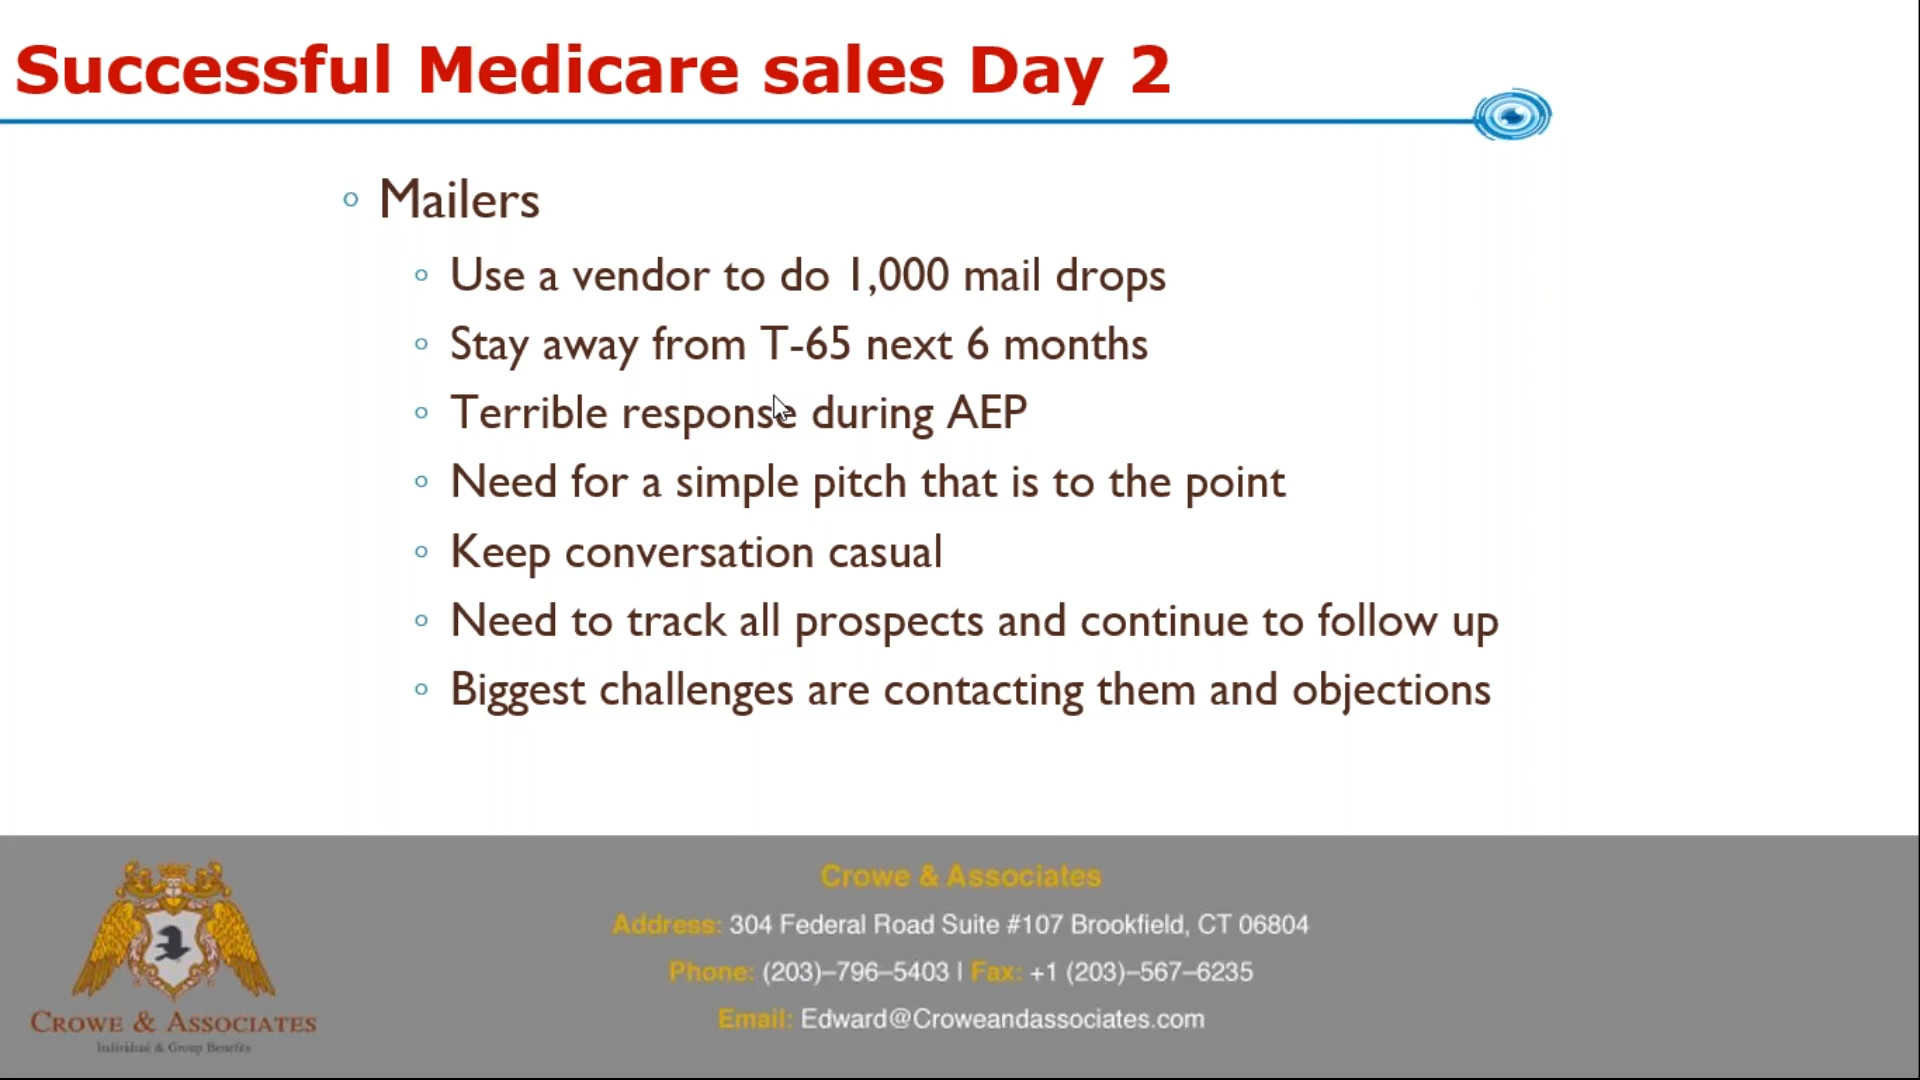 Successful Medicare sales Day 2
Mailers
Use a vendor to do 1,000 mail drops
Stay away from T-65 next 6 months
Terrible response during AEP
Need for a simple pitch that is to the point
Keep conversation casual
Need to track all prospects and continue to follow up
Biggest challenges are contacting them and objections
Crowe & Associates
Address: 304 Federal Road Suite #107 Brookfield, CT 06804
Phone: (203)–796–5403 | Fax: +1 (203)–567–6235
Email: Edward@Croweandassociates.com
Crowe & Associates
Individual & Group Benefits